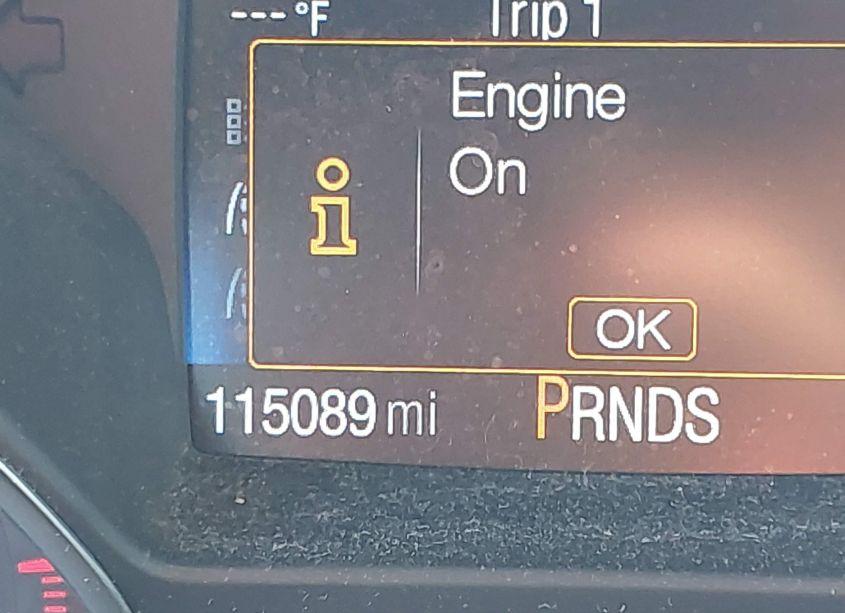 ---°F Trip 1
Engine
On
OK
115089 mi PRNDS